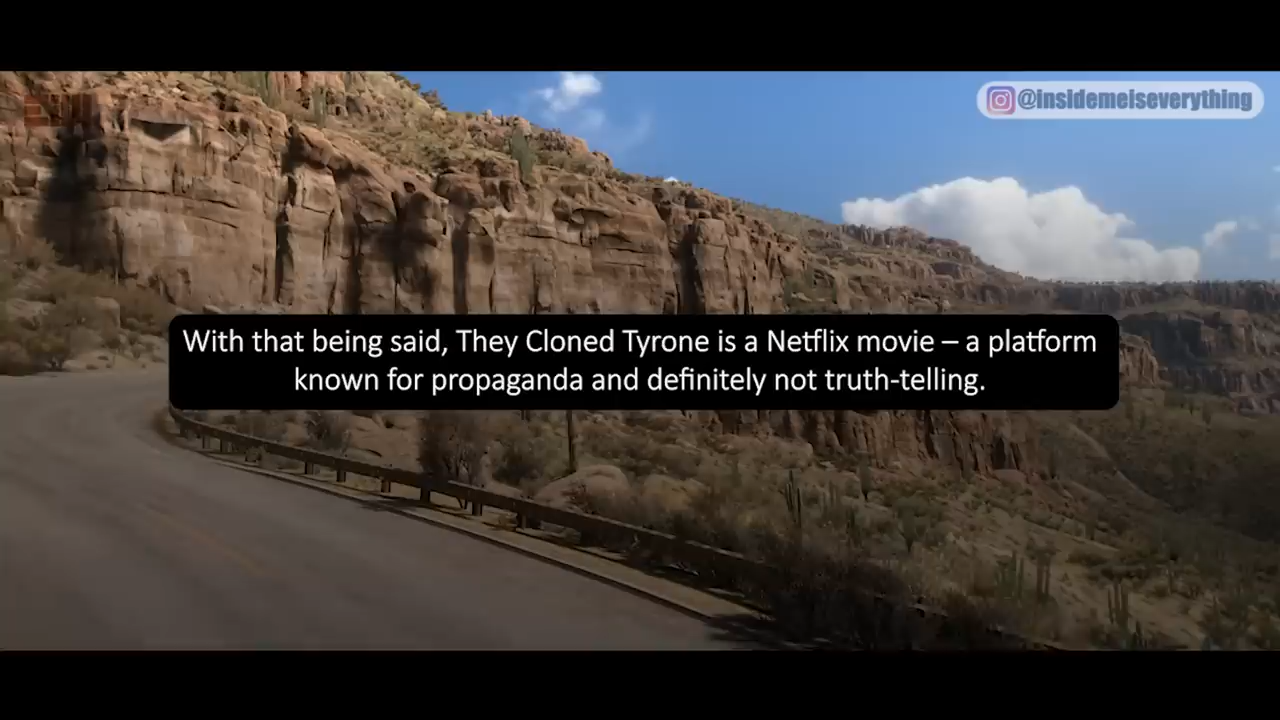 @insidemeiseverything
With that being said, They Cloned Tyrone is a Netflix movie – a platform
known for propaganda and definitely not truth-telling.